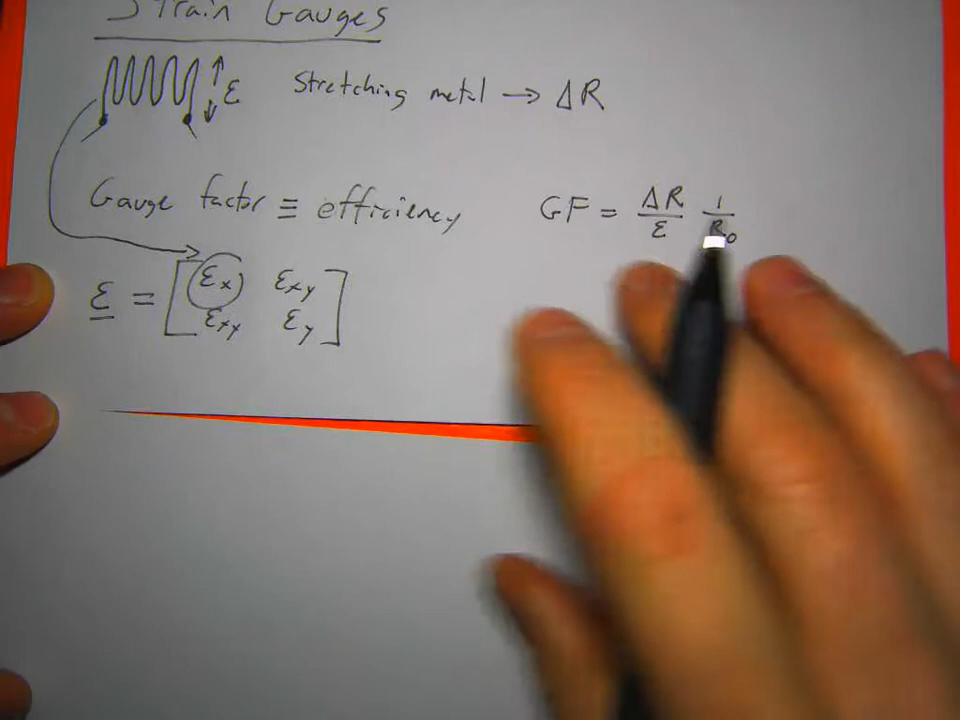 Strain Gauges
ε Stretching metal → ΔR
Gauge factor ≡ efficiency GF = ΔR/ε 1/R₀
ε = [εx εxy
εxy εy]